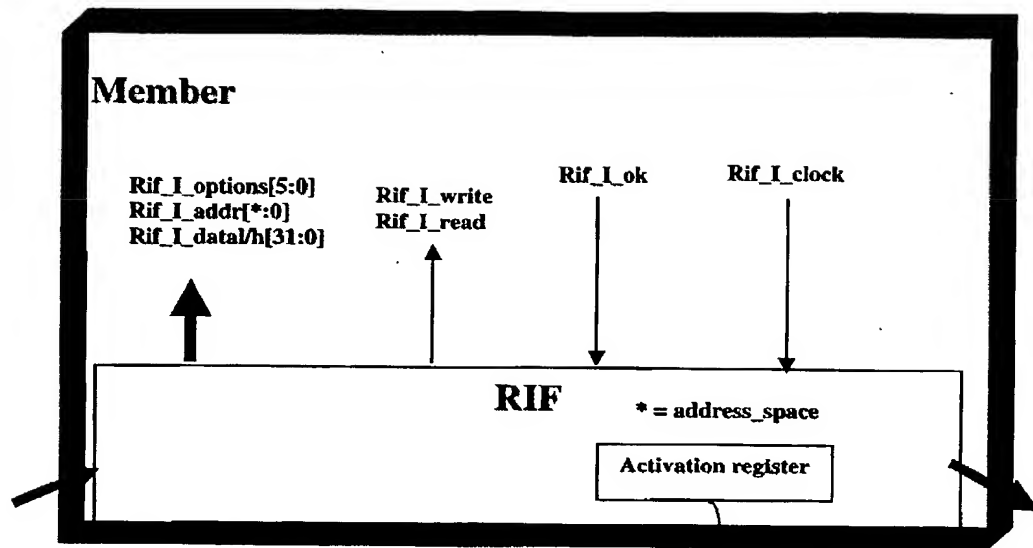 Member
Rif_I_options[5:0]
Rif_I_addr[*:0]
Rif_I_datal/h[31:0]
Rif_I_write
Rif_I_read
Rif_I_ok
Rif_I_clock
RIF
* = address_space
Activation register